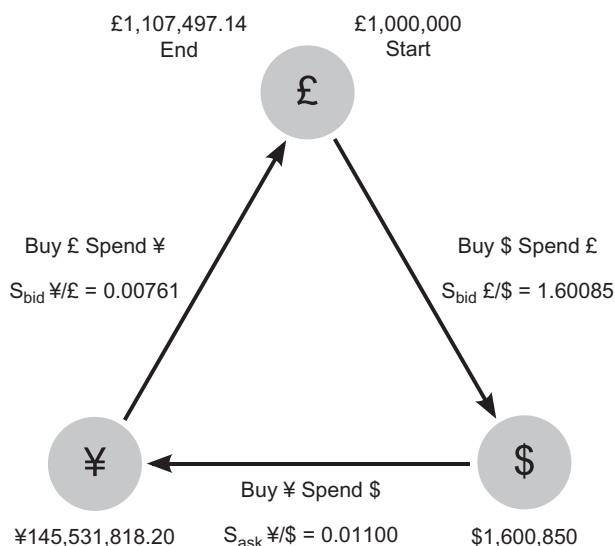 £1,107,497.14
End
£1,000,000
Start
£
Buy £ Spend ¥
S_bid ¥/£ = 0.00761
Buy $ Spend £
S_bid £/$ = 1.60085
¥
$
Buy ¥ Spend $
¥145,531,818.20
S_ask ¥/$ = 0.01100
$1,600,850